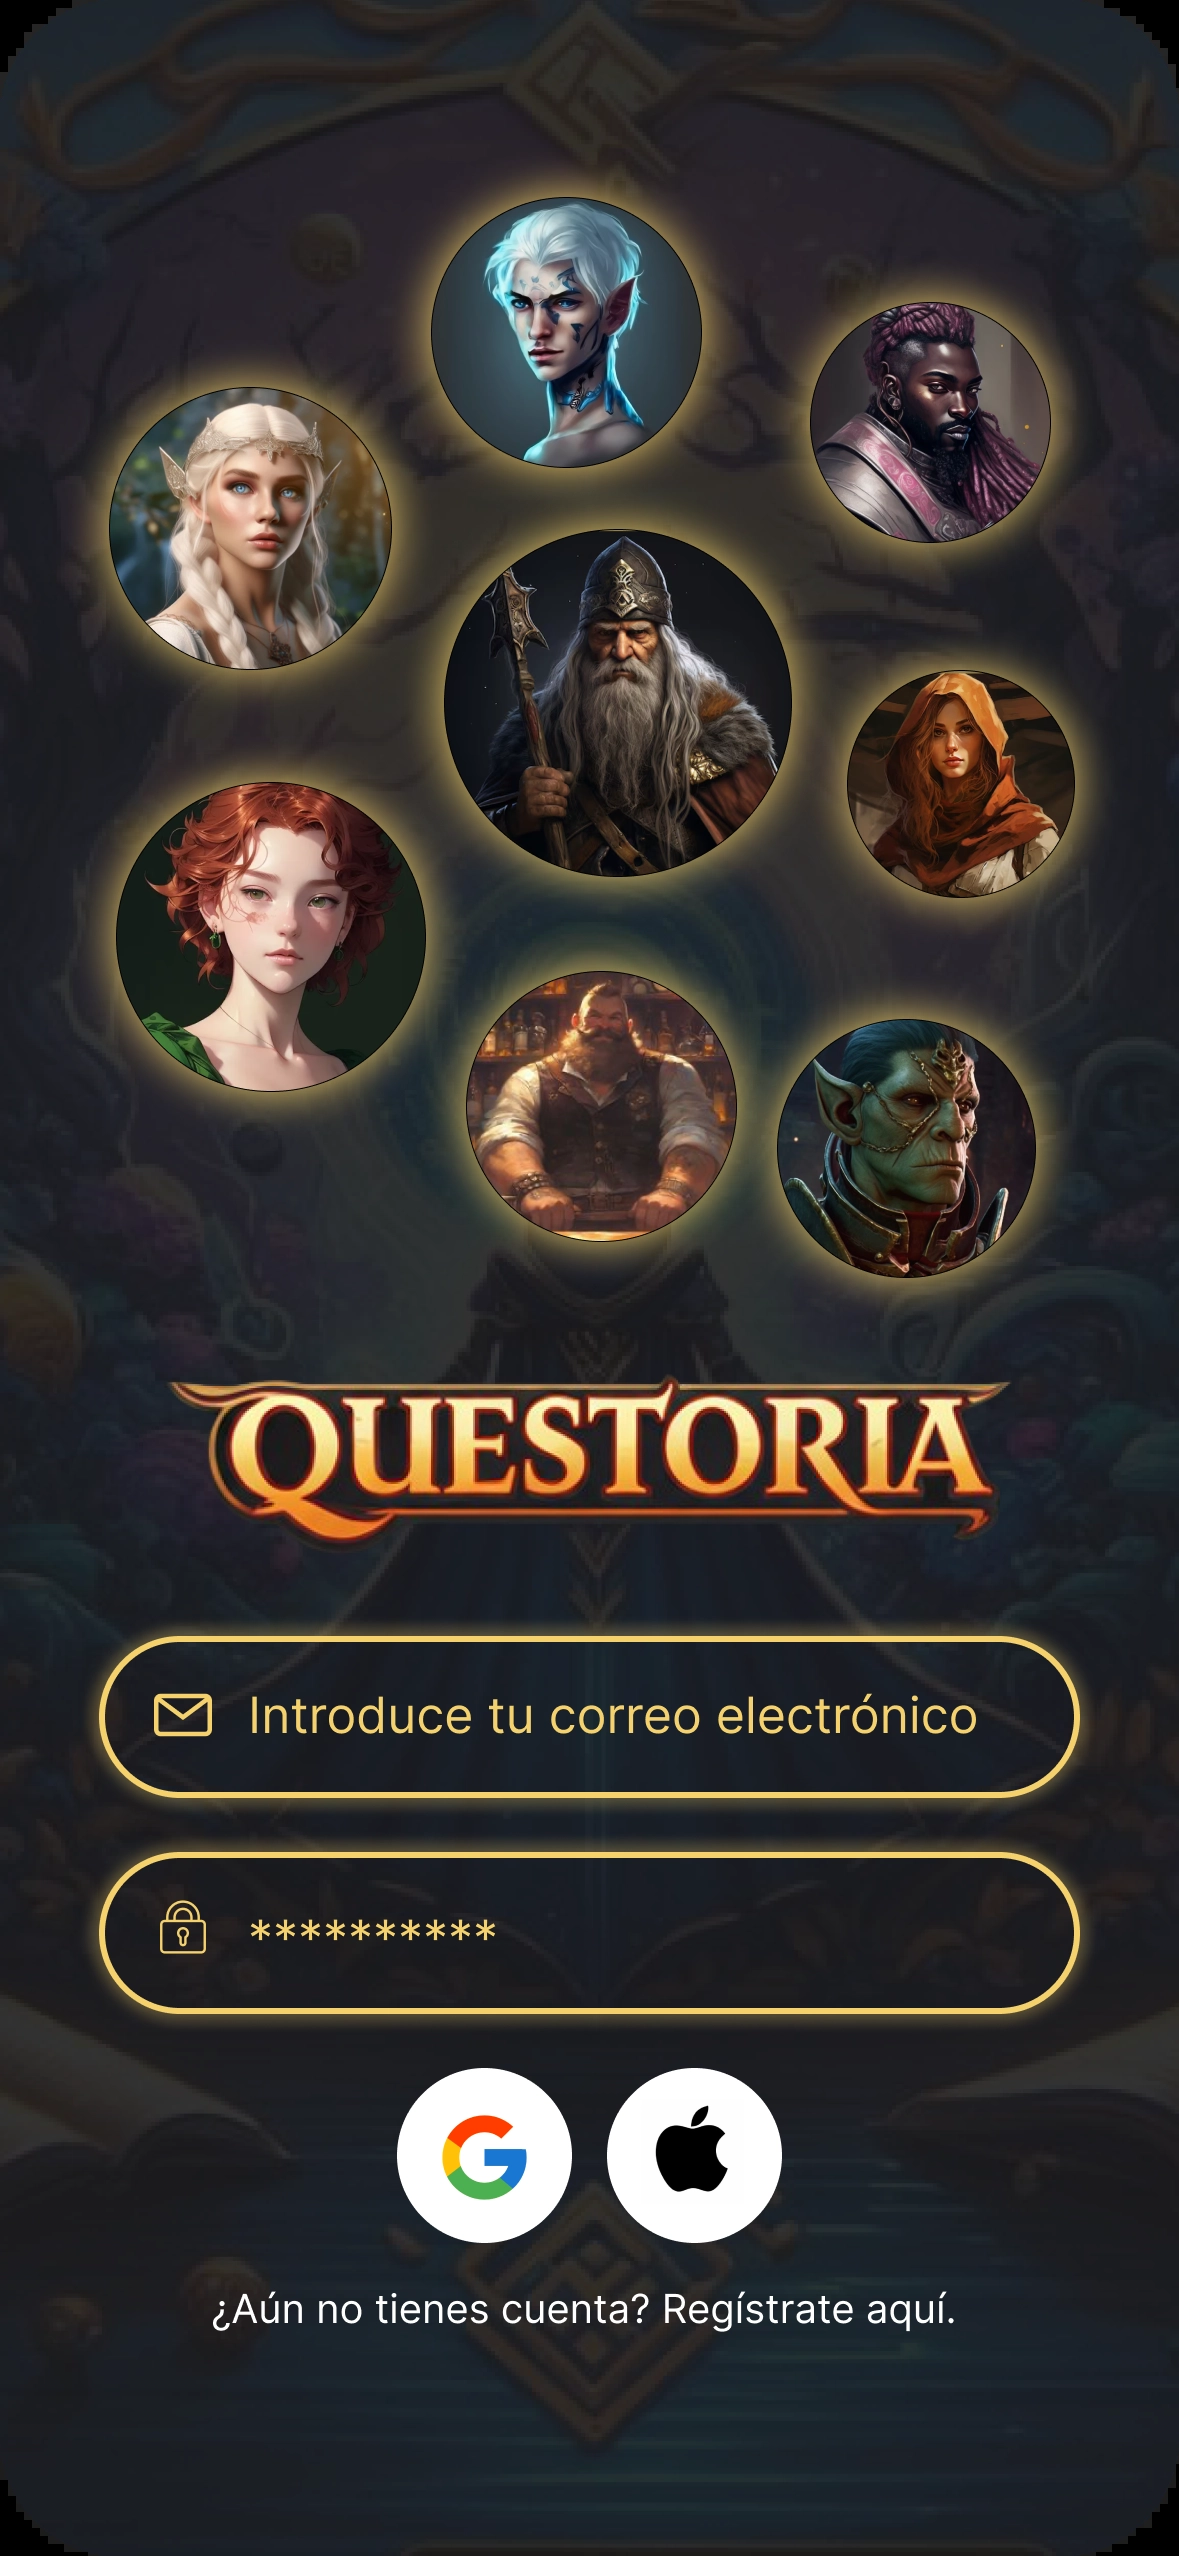 QUESTORIA
Introduce tu correo electrónico
**********
¿Aún no tienes cuenta? Regístrate aquí.